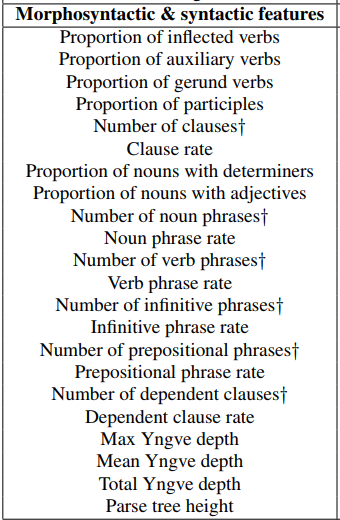 Morphosyntactic & syntactic features
Proportion of inflected verbs
Proportion of auxiliary verbs
Proportion of gerund verbs
Proportion of participles
Number of clauses†
Clause rate
Proportion of nouns with determiners
Proportion of nouns with adjectives
Number of noun phrases†
Noun phrase rate
Number of verb phrases†
Verb phrase rate
Number of infinitive phrases†
Infinitive phrase rate
Number of prepositional phrases†
Prepositional phrase rate
Number of dependent clauses†
Dependent clause rate
Max Yngve depth
Mean Yngve depth
Total Yngve depth
Parse tree height